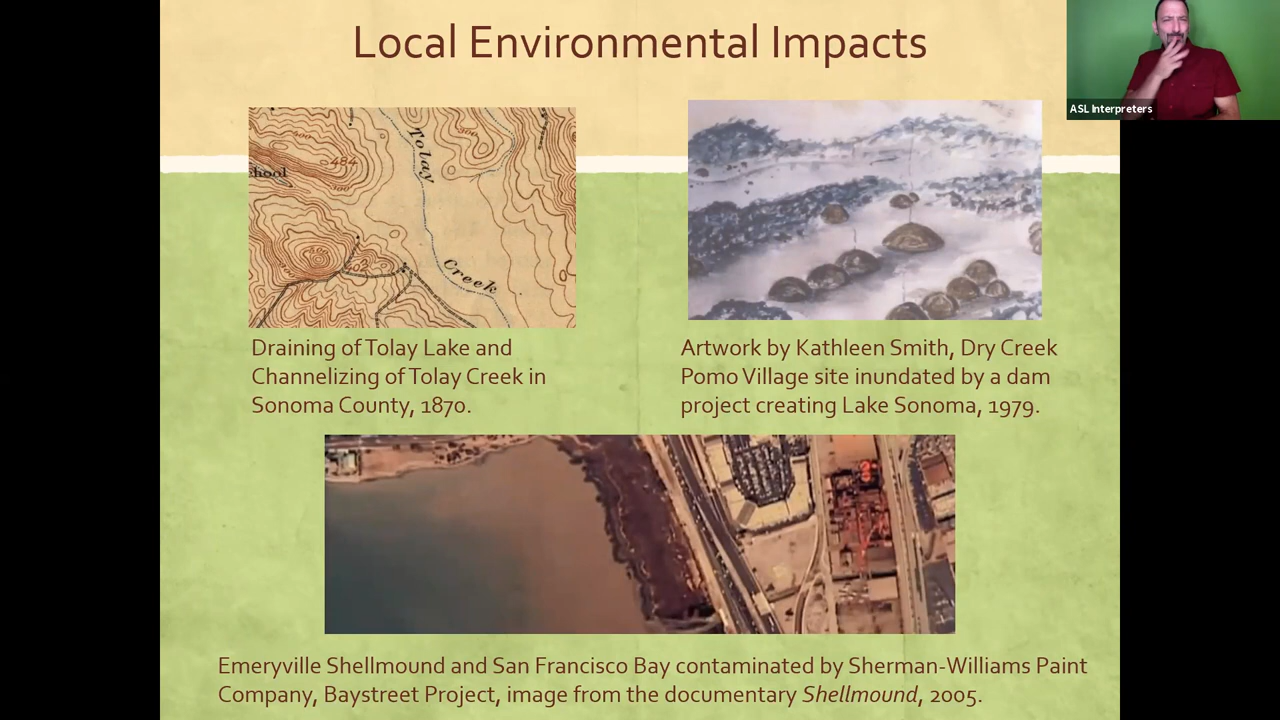 Local Environmental Impacts
ASL Interpreters
Tolay
Creek
hool
484
300
300
Draining of Tolay Lake and
Channelizing of Tolay Creek in
Sonoma County, 1870.
Artwork by Kathleen Smith, Dry Creek
Pomo Village site inundated by a dam
project creating Lake Sonoma, 1979.
Emeryville Shellmound and San Francisco Bay contaminated by Sherman-Williams Paint
Company, Baystreet Project, image from the documentary Shellmound, 2005.